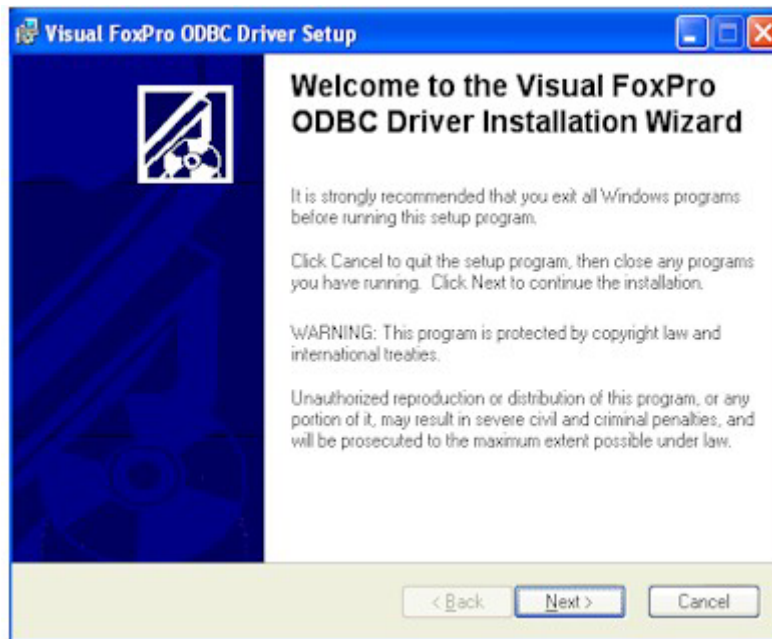 Visual FoxPro ODBC Driver Setup
Welcome to the Visual FoxPro
ODBC Driver Installation Wizard
It is strongly recommended that you exit all Windows programs
before running this setup program.
Click Cancel to quit the setup program, then close any programs
you have running. Click Next to continue the installation.
WARNING: This program is protected by copyright law and
international treaties.
Unauthorized reproduction or distribution of this program, or any
portion of it, may result in severe civil and criminal penalties, and
will be prosecuted to the maximum extent possible under law.
< Back Next > Cancel